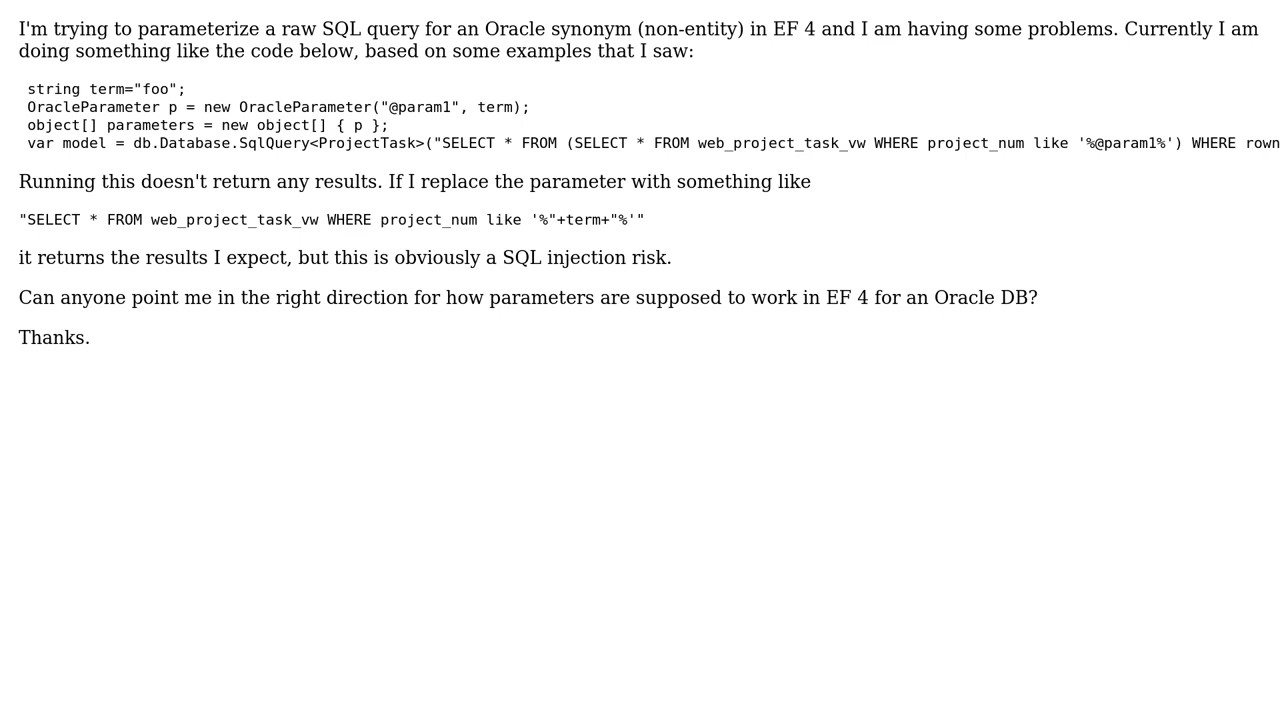 I'm trying to parameterize a raw SQL query for an Oracle synonym (non-entity) in EF 4 and I am having some problems. Currently I am
doing something like the code below, based on some examples that I saw:
string term="foo";
OracleParameter p = new OracleParameter("@param1", term);
object[] parameters = new object[] { p };
var model = db.Database.SqlQuery<ProjectTask>("SELECT * FROM (SELECT * FROM web_project_task_vw WHERE project_num like '%@param1%') WHERE rown
Running this doesn't return any results. If I replace the parameter with something like
"SELECT * FROM web_project_task_vw WHERE project_num like '%"+term+"%'"
it returns the results I expect, but this is obviously a SQL injection risk.
Can anyone point me in the right direction for how parameters are supposed to work in EF 4 for an Oracle DB?
Thanks.